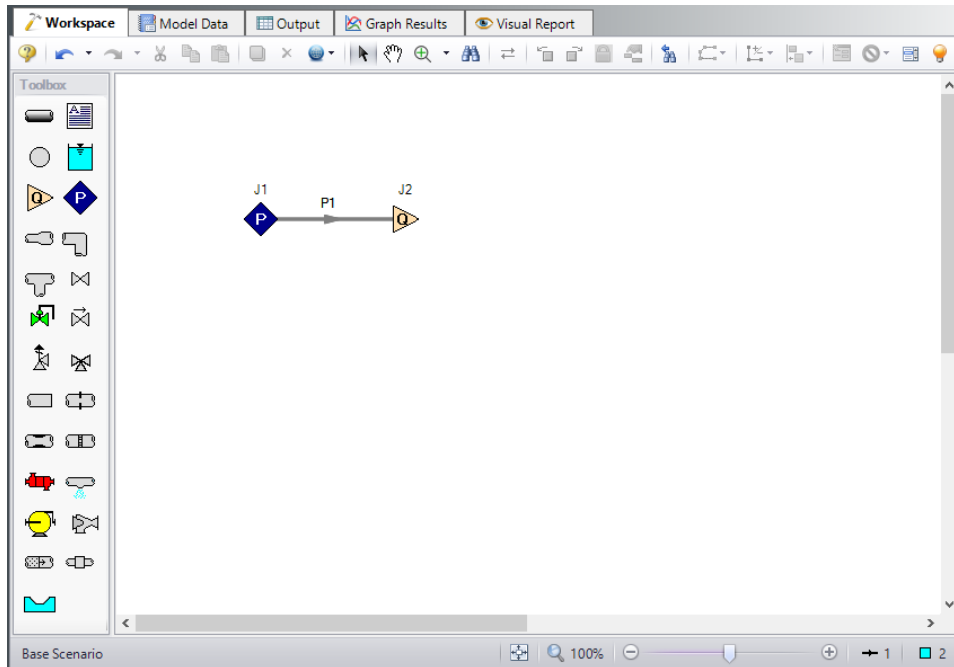 Workspace Model Data Output Graph Results Visual Report
Toolbox
A
Q P
J1 J2
P1
P Q
Base Scenario 100% 1 2